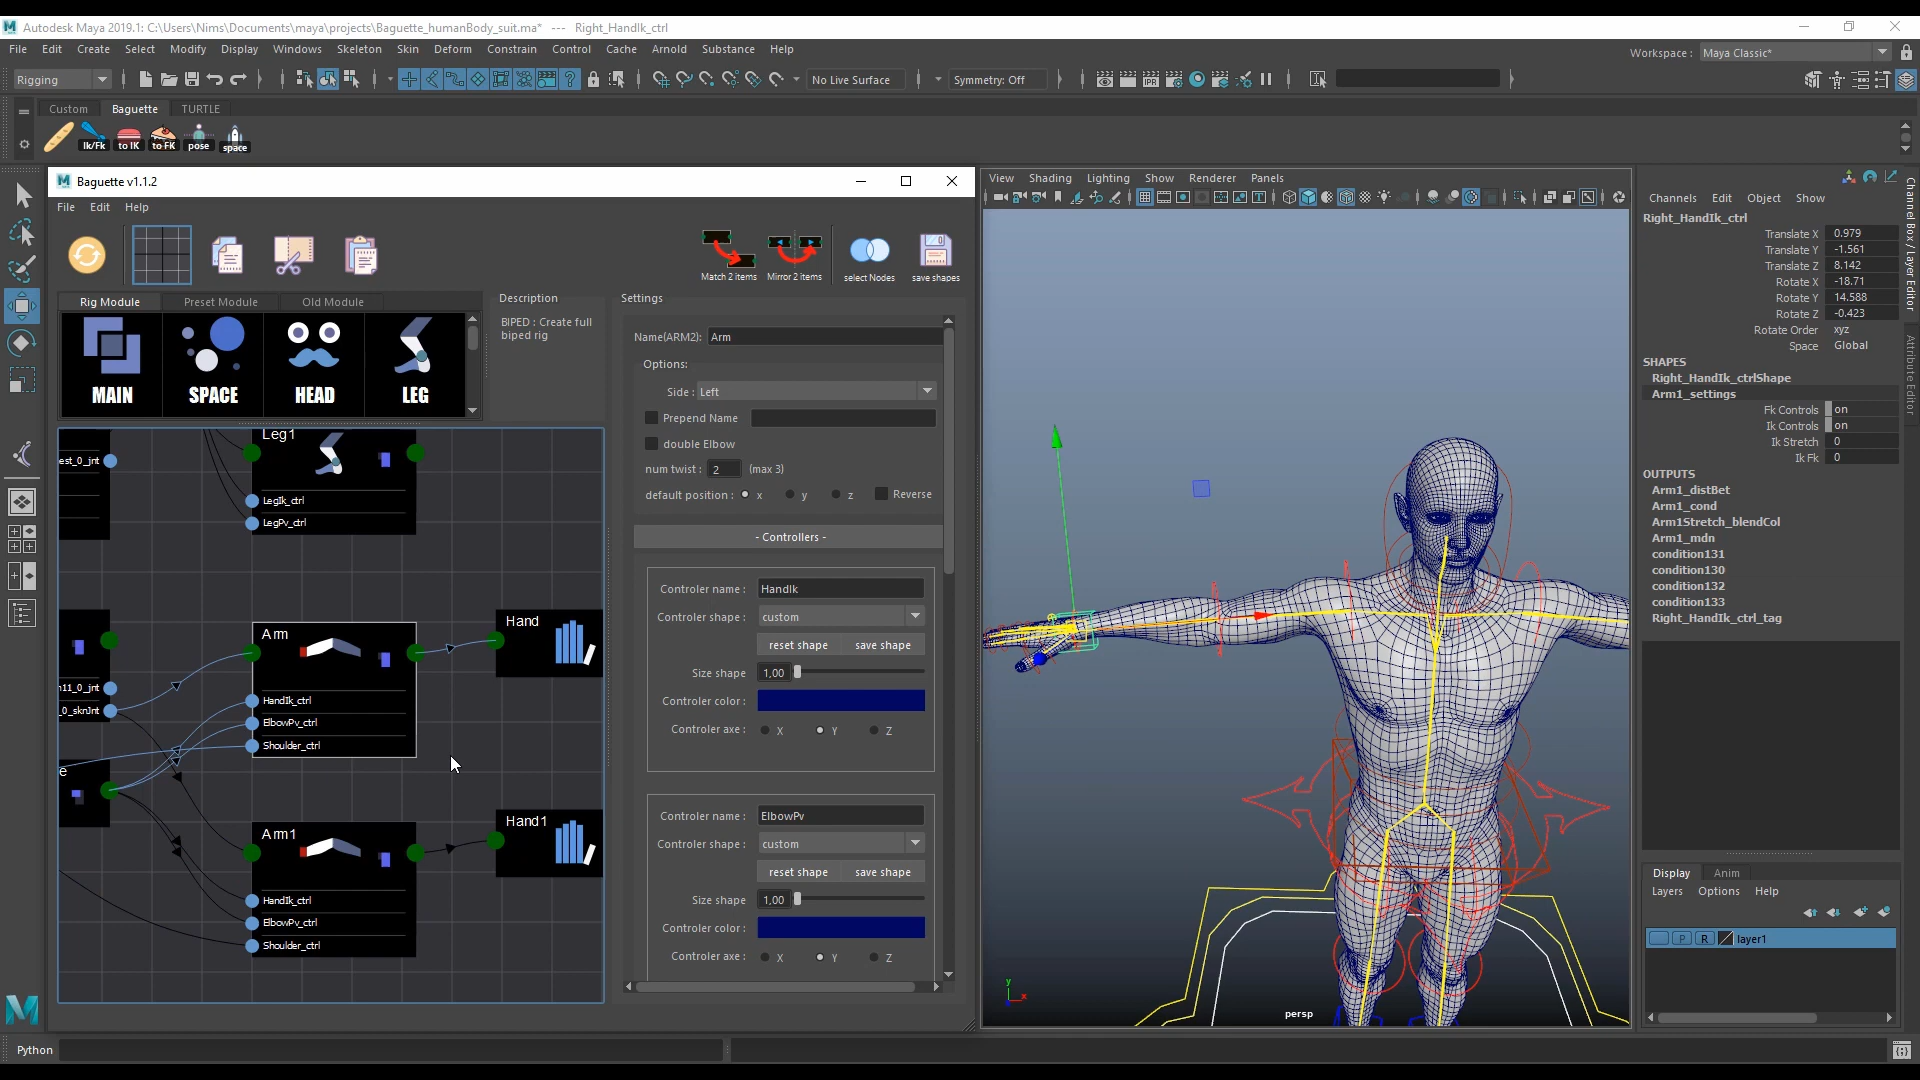 Autodesk Maya 2019.1: C:\Users\Nims\Documents\maya\projects\Baguette_humanBody_suit.ma* --- Right_HandIk_ctrl
File Edit Create Select Modify Display Windows Skeleton Skin Deform Constrain Control Cache Arnold Substance Help
Workspace : Maya Classic*
Rigging
No Live Surface
Symmetry: Off
IPR
Custom Baguette TURTLE
Ik/Fk to IK to FK pose space
Baguette v1.1.2
File Edit Help
Match 2 items Mirror 2 items select Nodes save shapes
Rig Module Preset Module Old Module
MAIN SPACE HEAD LEG
Description
BIPED : Create full
biped rig
Settings
Name(ARM2): Arm
Options:
Side : Left
Prepend Name
double Elbow
num twist : 2 (max 3)
default position : x y z Reverse
- Controllers -
Controler name : HandIk
Controler shape : custom
reset shape save shape
Size shape 1,00
Controler color :
Controler axe : X Y Z
Controler name : ElbowPv
Controler shape : custom
reset shape save shape
Size shape 1,00
Controler color :
Controler axe : X Y Z
Leg1
est_0_jnt
LegIk_ctrl
LegPv_ctrl
Arm
Hand
n11_0_jnt
_0_sknJnt
HandIk_ctrl
ElbowPv_ctrl
Shoulder_ctrl
e
Arm1
Hand1
HandIk_ctrl
ElbowPv_ctrl
Shoulder_ctrl
View Shading Lighting Show Renderer Panels
persp
y
x
Channels Edit Object Show
Right_HandIk_ctrl
Translate X 0.979
Translate Y -1.561
Translate Z 8.142
Rotate X -18.71
Rotate Y 14.588
Rotate Z -0.423
Rotate Order xyz
Space Global
SHAPES
Right_HandIk_ctrlShape
Arm1_settings
Fk Controls on
Ik Controls on
Ik Stretch 0
Ik Fk 0
OUTPUTS
Arm1_distBet
Arm1_cond
Arm1Stretch_blendCol
Arm1_mdn
condition131
condition130
condition132
condition133
Right_HandIk_ctrl_tag
Channel Box / Layer Editor
Attribute Editor
Display Anim
Layers Options Help
P R layer1
Python